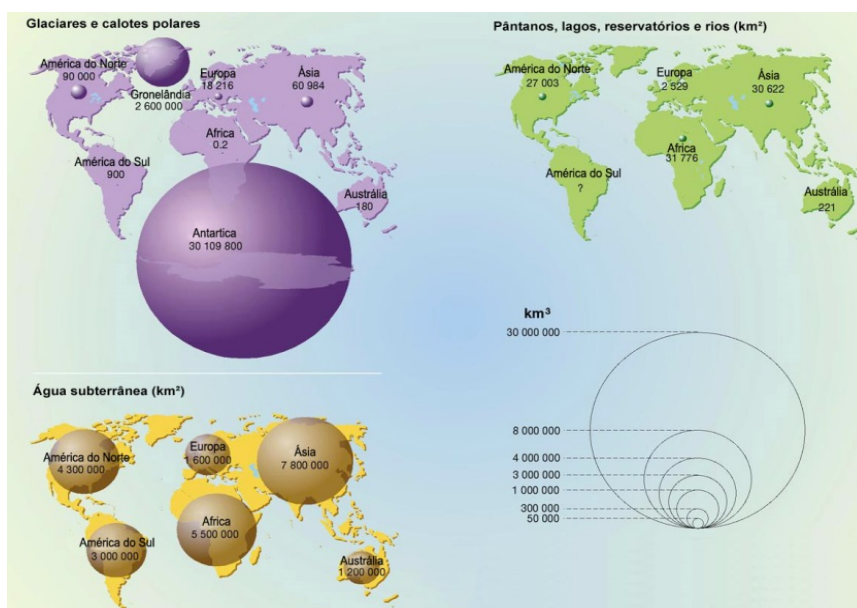 Glaciares e calotes polares
América do Norte
90 000
Gronelândia
2 600 000
Europa
18 216
Ásia
60 984
Africa
0.2
América do Sul
900
Austrália
180
Antartica
30 109 800
Pântanos, lagos, reservatórios e rios (km²)
América do Norte
27 003
Europa
2 529
Ásia
30 622
Africa
31 776
América do Sul
?
Austrália
221
Água subterrânea (km²)
América do Norte
4 300 000
Europa
1 600 000
Ásia
7 800 000
Africa
5 500 000
América do Sul
3 000 000
Austrália
1 200 000
km³
30 000 000
8 000 000
4 000 000
3 000 000
1 000 000
300 000
50 000